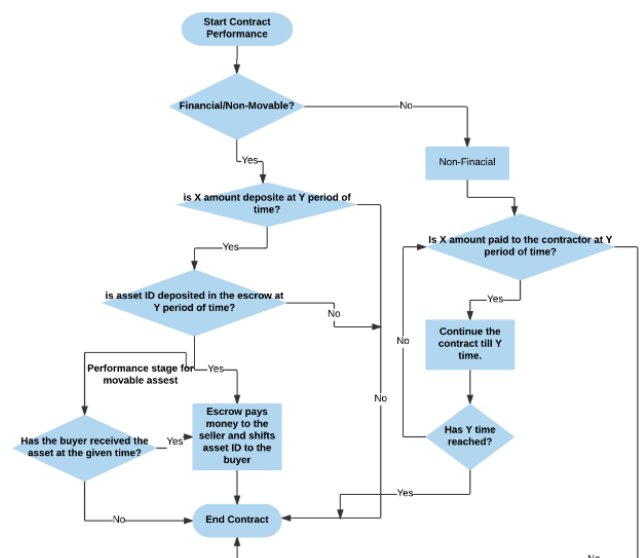 Start Contract
Performance
Financial/Non-Movable?
No
Non-Finacial
Yes
is X amount deposite at Y period of
time?
Is X amount paid to the contractor at Y
period of time?
Yes
is asset ID deposited in the escrow at
Y period of time?
No
Yes
Continue the
contract till Y
time.
No
Performance stage for
movable assest
Yes
No
Escrow pays
money to the
seller and shifts
asset ID to the
buyer
Has the buyer received the
asset at the given time?
Yes
Has Y time
reached?
Yes
No
End Contract
No